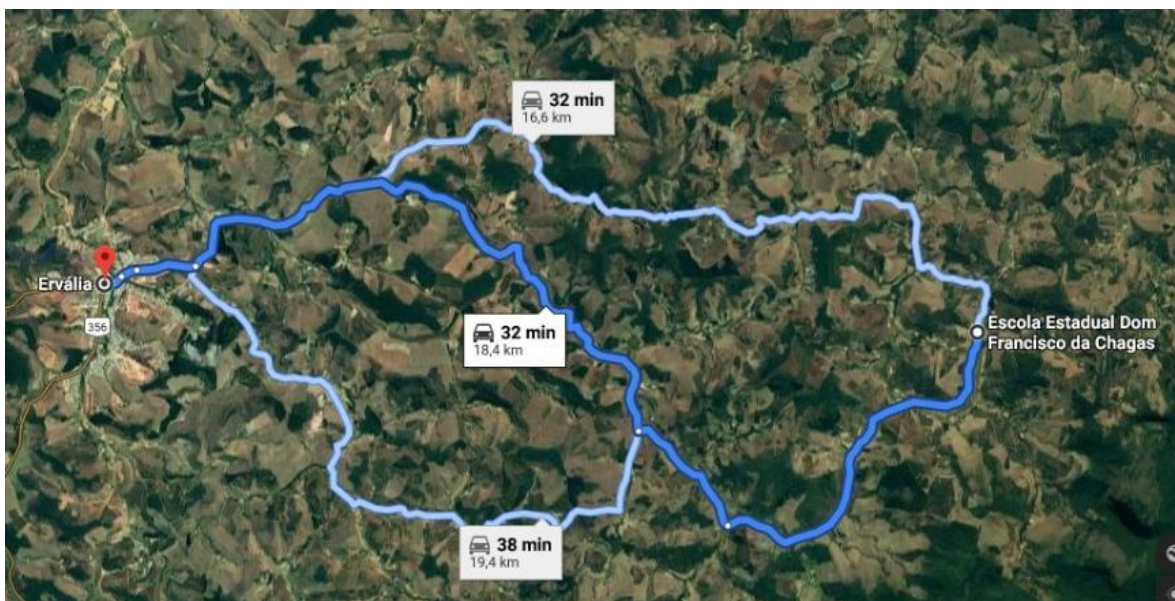 32 min
16,6 km
Ervália
356
32 min
18,4 km
Escola Estadual Dom
Francisco da Chagas
38 min
19,4 km